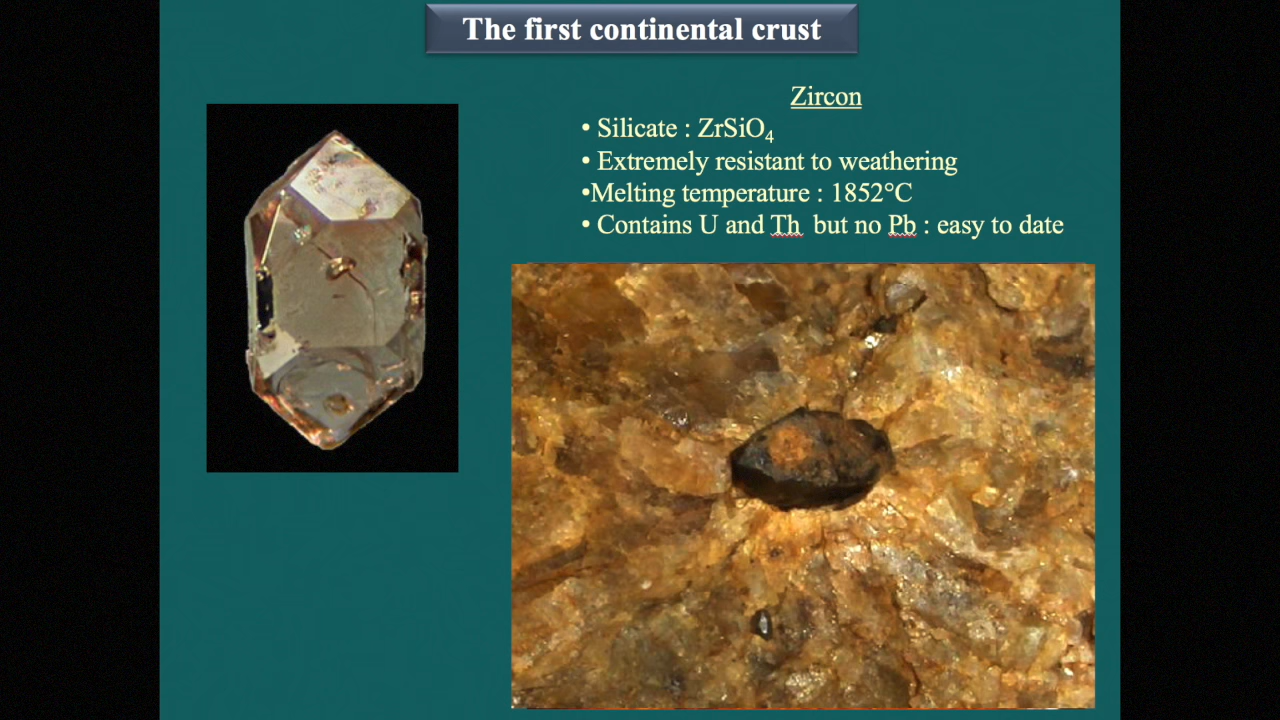 The first continental crust
Zircon
• Silicate : ZrSiO₄
• Extremely resistant to weathering
•Melting temperature : 1852°C
• Contains U and Th but no Pb : easy to date